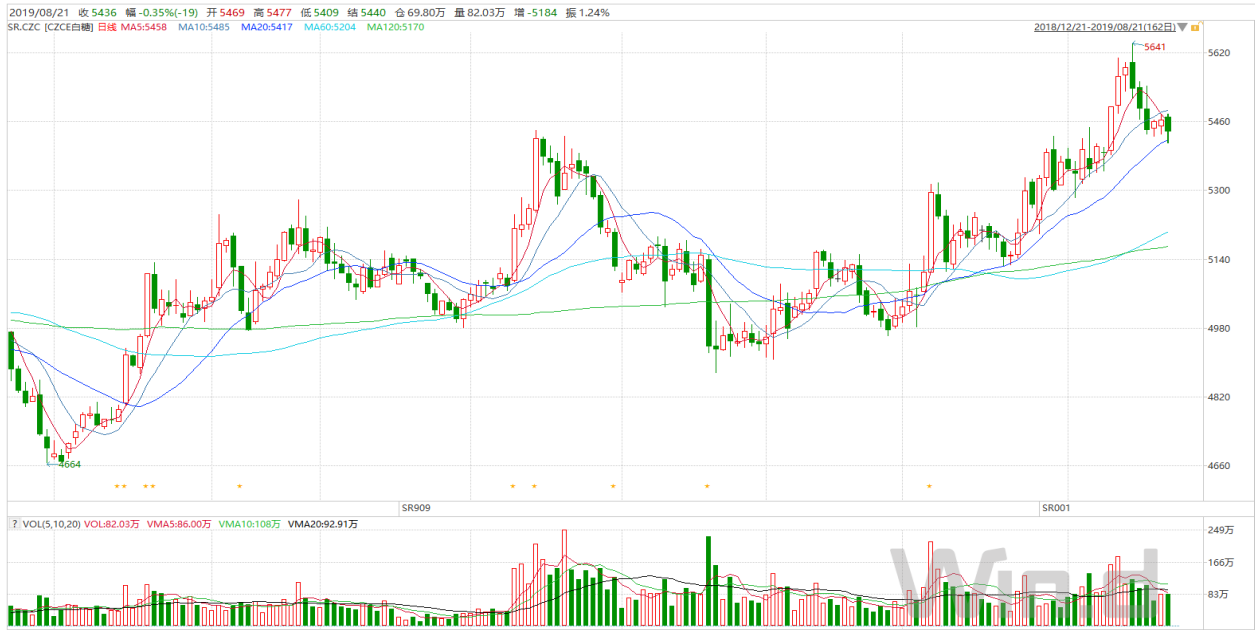 2019/08/21 收 5436 幅 -0.35%(-19) 开 5469 高 5477 低 5409 结 5440 仓 69.80万 量 82.03万 增 -5184 振 1.24%
SR.CZC [CZCE白糖] 日线 MA5:5458 MA10:5485 MA20:5417 MA60:5204 MA120:5170 2018/12/21-2019/08/21(162日)
5641
5620
5460
5300
5140
4980
4820
4660
4664
SR909 SR001
? VOL(5,10,20) VOL:82.03万 VMA5:86.00万 VMA10:108万 VMA20:92.91万
249万
166万
83万
Wind